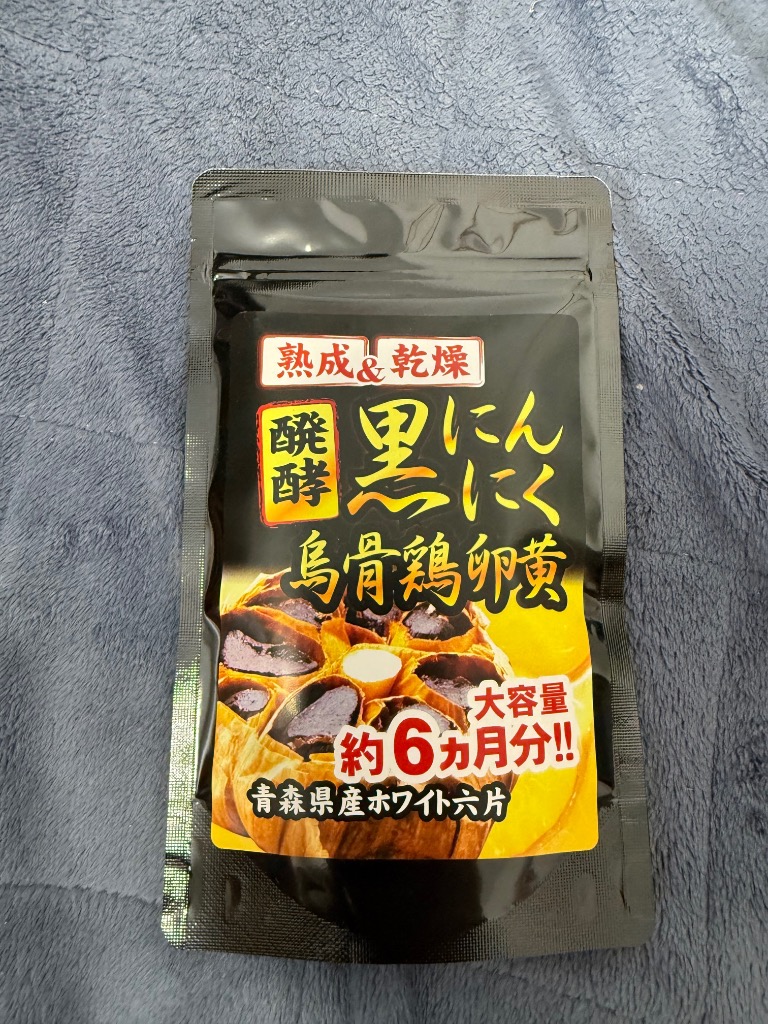 熟成&乾燥
醗酵
黒にんにく
烏骨鶏卵黄
大容量
約6ヵ月分!!
青森県産ホワイト六片